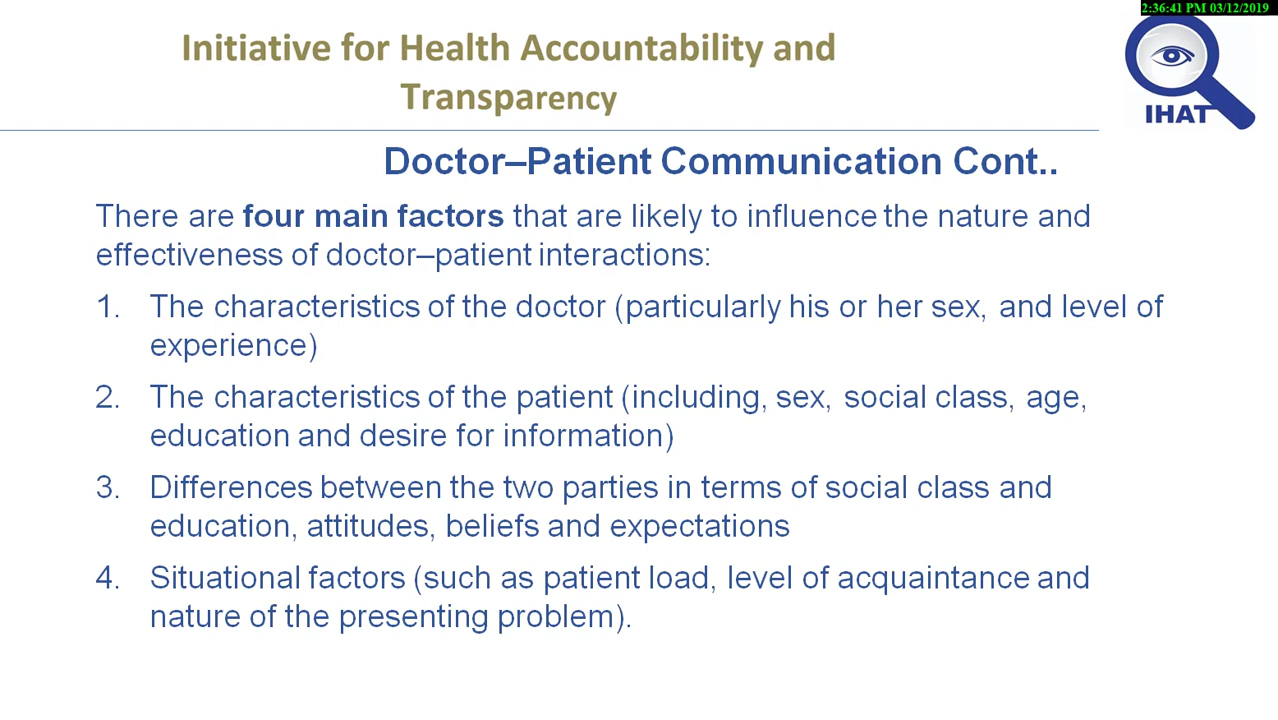 2:36:41 PM 03/12/2019
Initiative for Health Accountability and
Transparency
IHAT
Doctor–Patient Communication Cont..
There are four main factors that are likely to influence the nature and
effectiveness of doctor–patient interactions:
1. The characteristics of the doctor (particularly his or her sex, and level of
experience)
2. The characteristics of the patient (including, sex, social class, age,
education and desire for information)
3. Differences between the two parties in terms of social class and
education, attitudes, beliefs and expectations
4. Situational factors (such as patient load, level of acquaintance and
nature of the presenting problem).